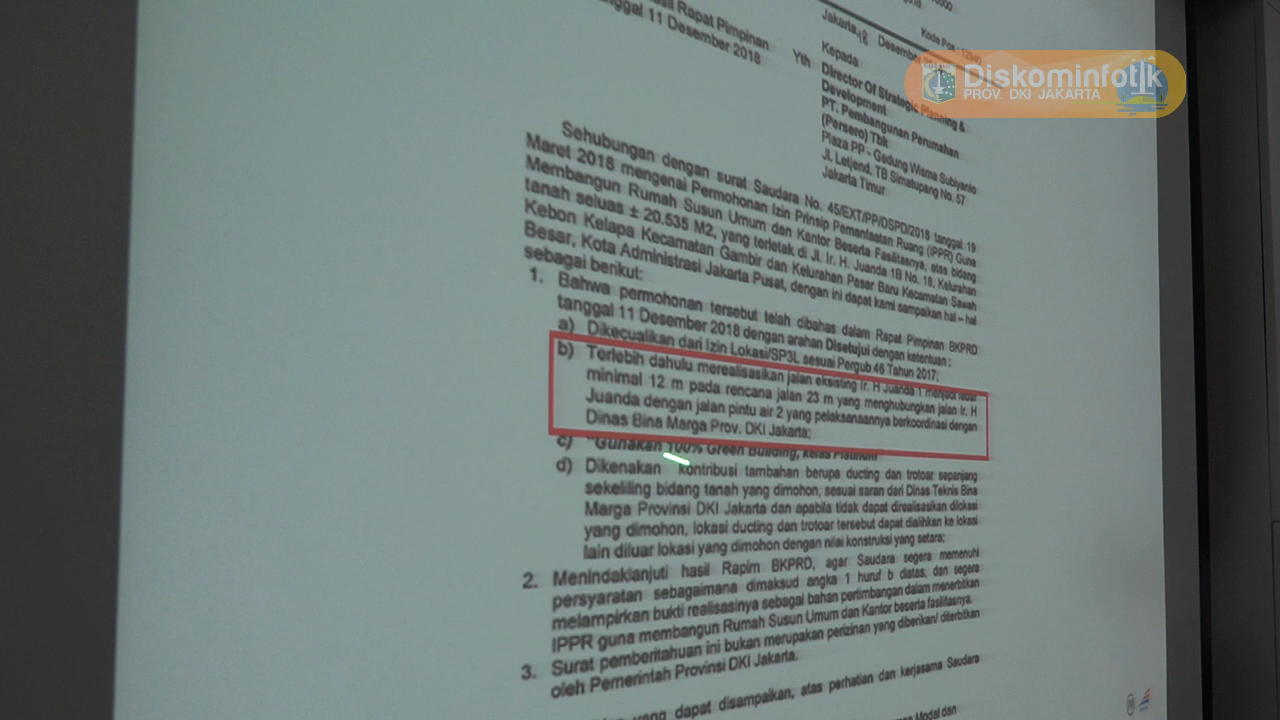 asil Rapat Pimpinan
nggal 11 Desember 2018
Jakarta, 18 Desember
Kode Pos
Yth
Kepada
Director Of Strategic Planning &
Development
PT. Pembangunan Perumahan
(Persero) Tbk
Plaza PP - Gedung Wisma Subiyanto
Jl. Letjend. TB Simatupang No. 57
Jakarta Timur
Diskominfotik
PROV. DKI JAKARTA
Sehubungan dengan surat Saudara No. 45/EXT/PP/DSPD/2018 tanggal 19
Maret 2018 mengenai Permohonan Izin Prinsip Pemanfaatan Ruang (IPPR) Guna
Membangun Rumah Susun Umum dan Kantor Beserta Fasilitasnya, atas bidang
tanah seluas ± 20.535 M2, yang terletak di Jl. Ir. H. Juanda 1B No. 18, Kelurahan
Kebon Kelapa Kecamatan Gambir dan Kelurahan Pasar Baru Kecamatan Sawah
Besar, Kota Administrasi Jakarta Pusat, dengan ini dapat kami sampaikan hal – hal
sebagai berikut:
1. Bahwa permohonan tersebut telah dibahas dalam Rapat Pimpinan BKPRD
tanggal 11 Desember 2018 dengan arahan Disetujui dengan ketentuan :
a) Dikecualikan dari Izin Lokasi/SP3L sesuai Pergub 46 Tahun 2017;
b) Terlebih dahulu merealisasikan jalan eksisting Ir. H Juanda 1 menjadi lebar
minimal 12 m pada rencana jalan 23 m yang menghubungkan jalan Ir. H
Juanda dengan jalan pintu air 2 yang pelaksanaannya berkoordinasi dengan
Dinas Bina Marga Prov. DKI Jakarta;
c) "Gunakan 100% Green Building, kelas Platinum"
d) Dikenakan kontribusi tambahan berupa ducting dan trotoar sepanjang
sekeliling bidang tanah yang dimohon, sesuai saran dari Dinas Teknis Bina
Marga Provinsi DKI Jakarta dan apabila tidak dapat direalisasikan dilokasi
yang dimohon, lokasi ducting dan trotoar tersebut dapat dialihkan ke lokasi
lain diluar lokasi yang dimohon dengan nilai konstruksi yang setara;
2. Menindaklanjuti hasil Rapim BKPRD, agar Saudara segera memenuhi
persyaratan sebagaimana dimaksud angka 1 huruf b diatas, dan segera
melampirkan bukti realisasinya sebagai bahan pertimbangan dalam menerbitkan
IPPR guna membangun Rumah Susun Umum dan Kantor beserta fasilitasnya.
3. Surat pemberitahuan ini bukan merupakan perizinan yang diberikan/ diterbitkan
oleh Pemerintah Provinsi DKI Jakarta.
yang dapat disampaikan, atas perhatian dan kerjasama Saudara
Modal dan